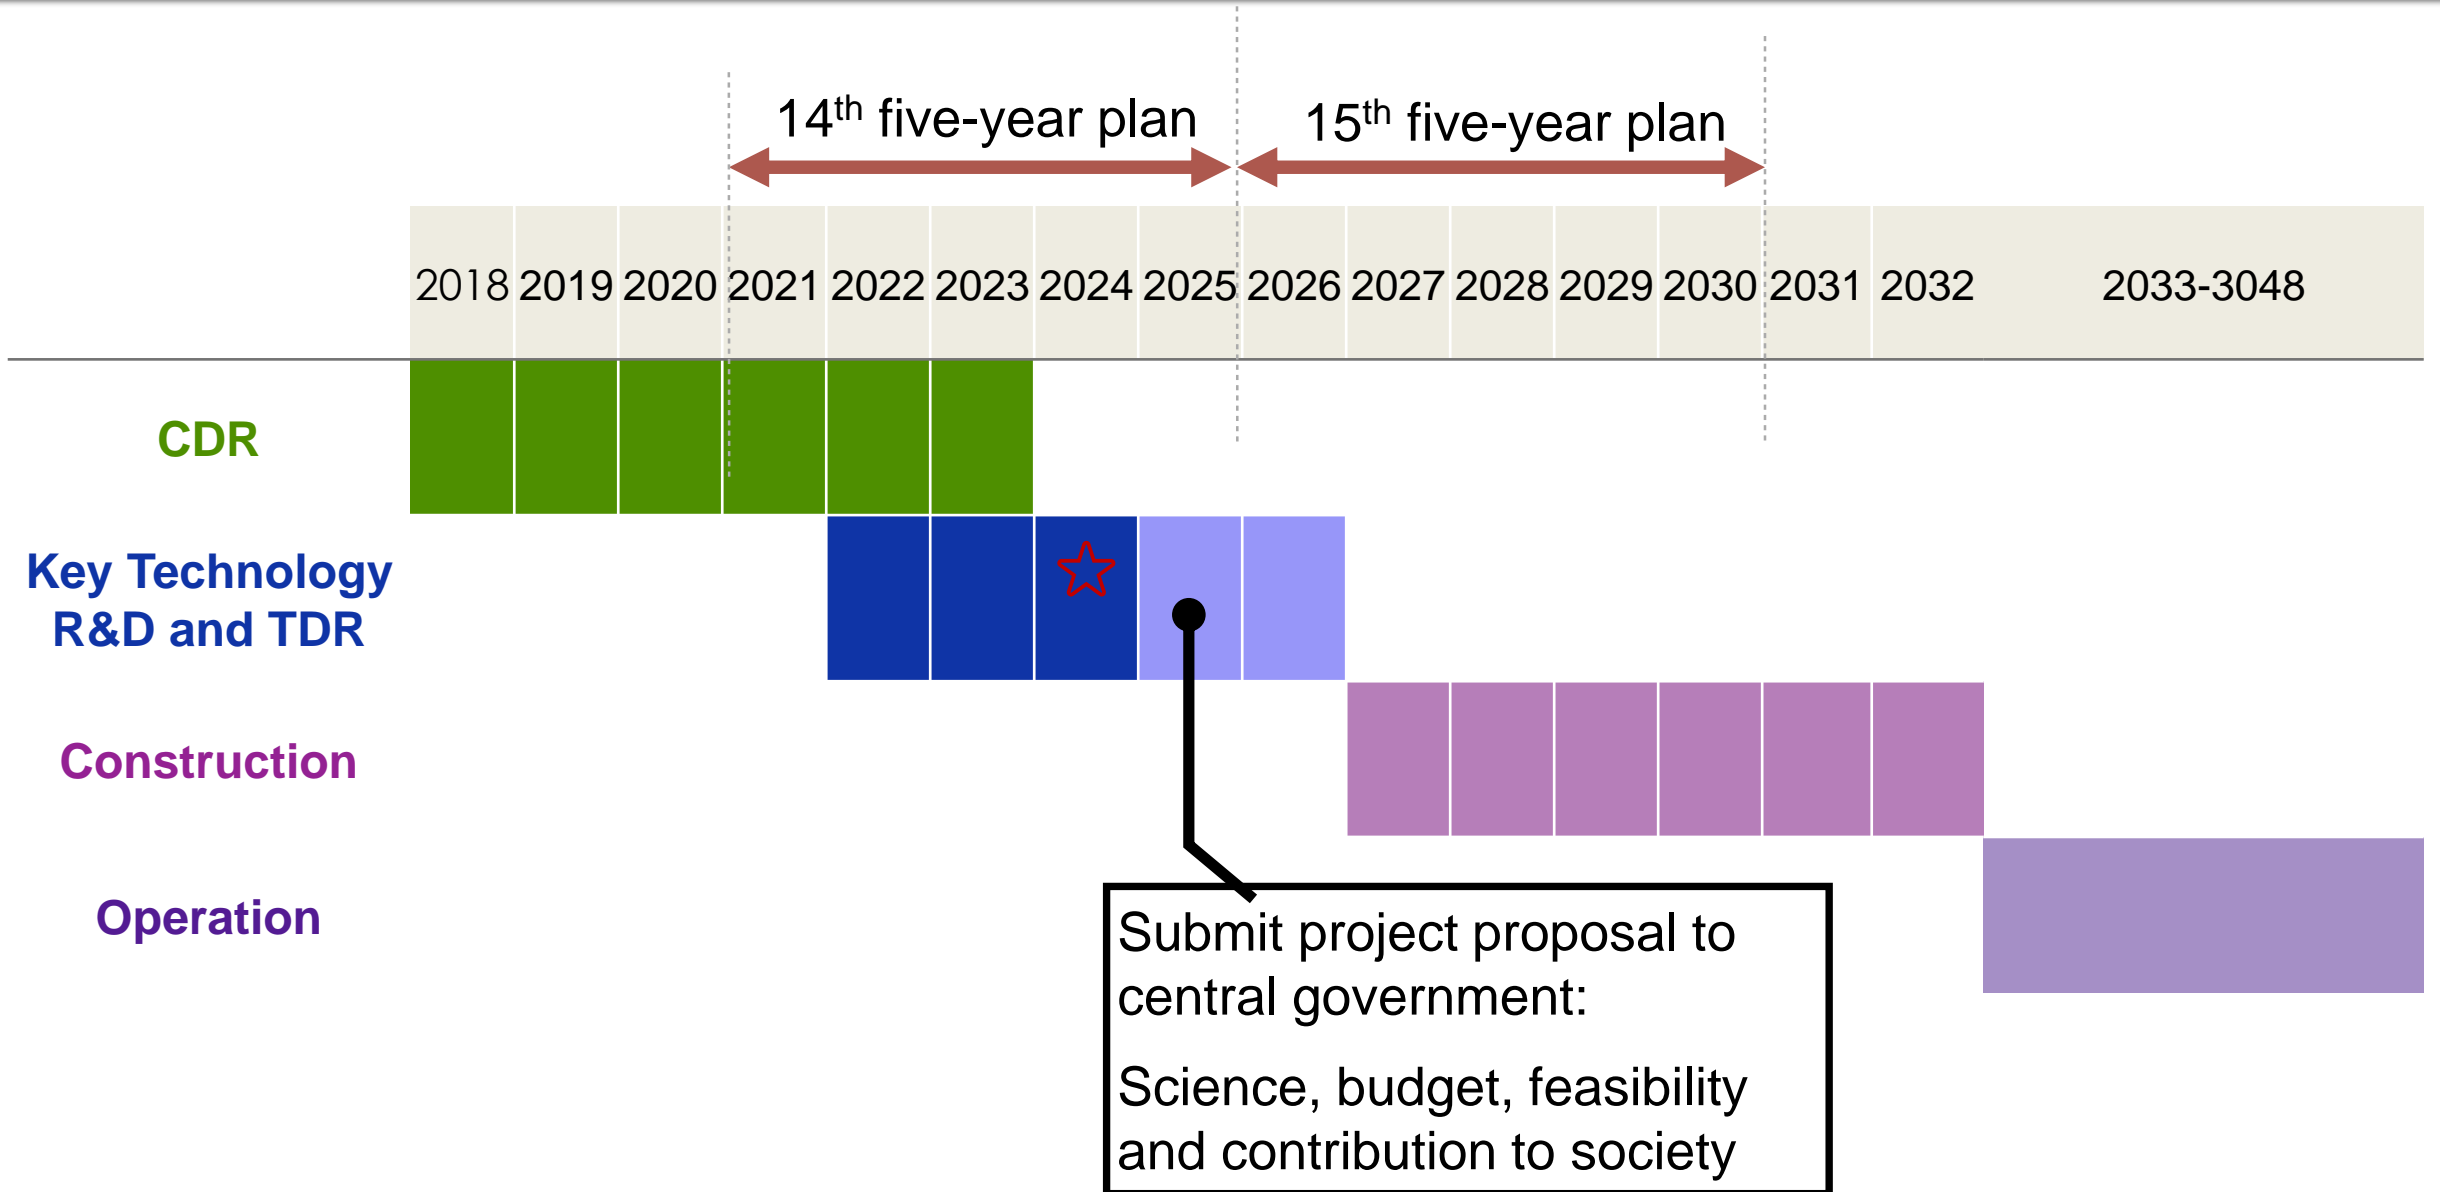 14th five-year plan
15th five-year plan
2018 2019 2020 2021 2022 2023 2024 2025 2026 2027 2028 2029 2030 2031 2032 2033-3048
CDR
Key Technology
R&D and TDR
Construction
Operation
Submit project proposal to
central government:
Science, budget, feasibility
and contribution to society